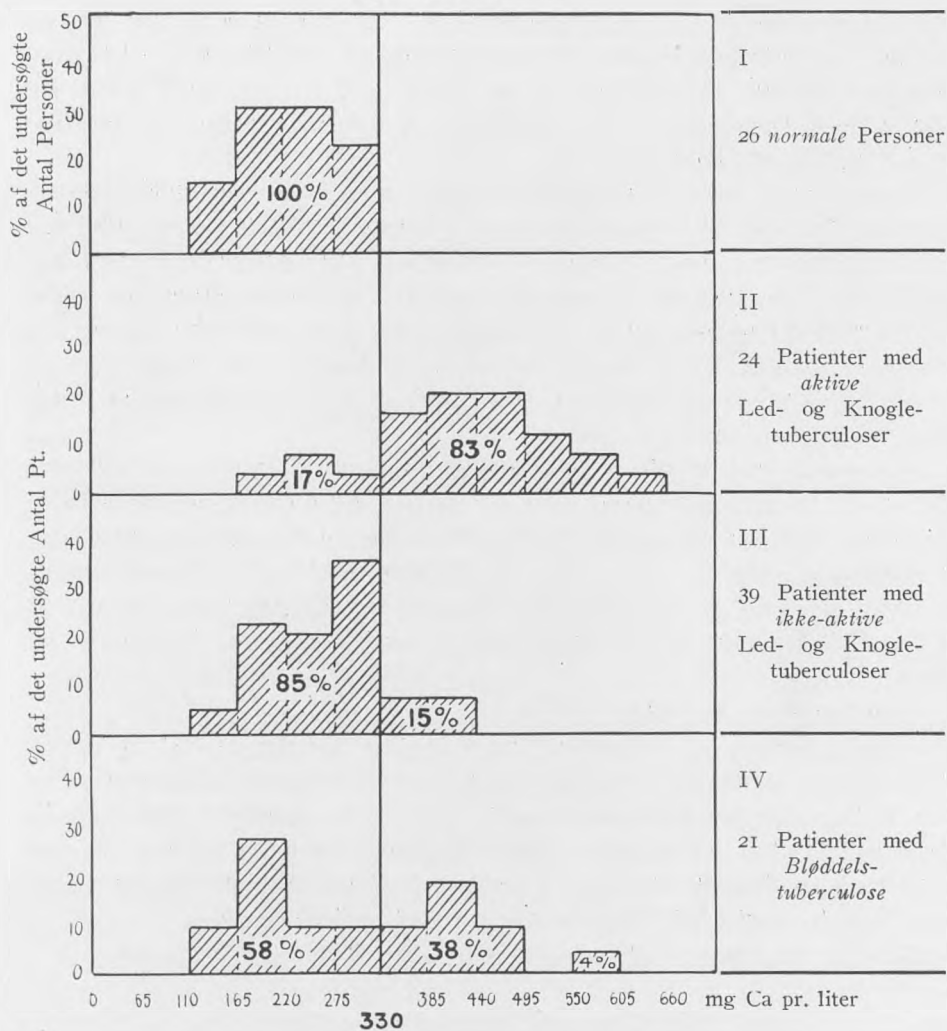 % af det undersøgte
Antal Personer
50
40
30
20
10
0
100%
I
26 normale Personer
% af det undersøgte Antal Pt.
40
30
20
10
0
17%
83%
II
24 Patienter med
aktive
Led- og Knogle-
tuberculoser
40
30
20
10
0
85%
15%
III
39 Patienter med
ikke-aktive
Led- og Knogle-
tuberculoser
40
30
20
10
0
58%
38%
4%
IV
21 Patienter med
Bløddels-
tuberculose
0 65 110 165 220 275 385 440 495 550 605 660 mg Ca pr. liter
330